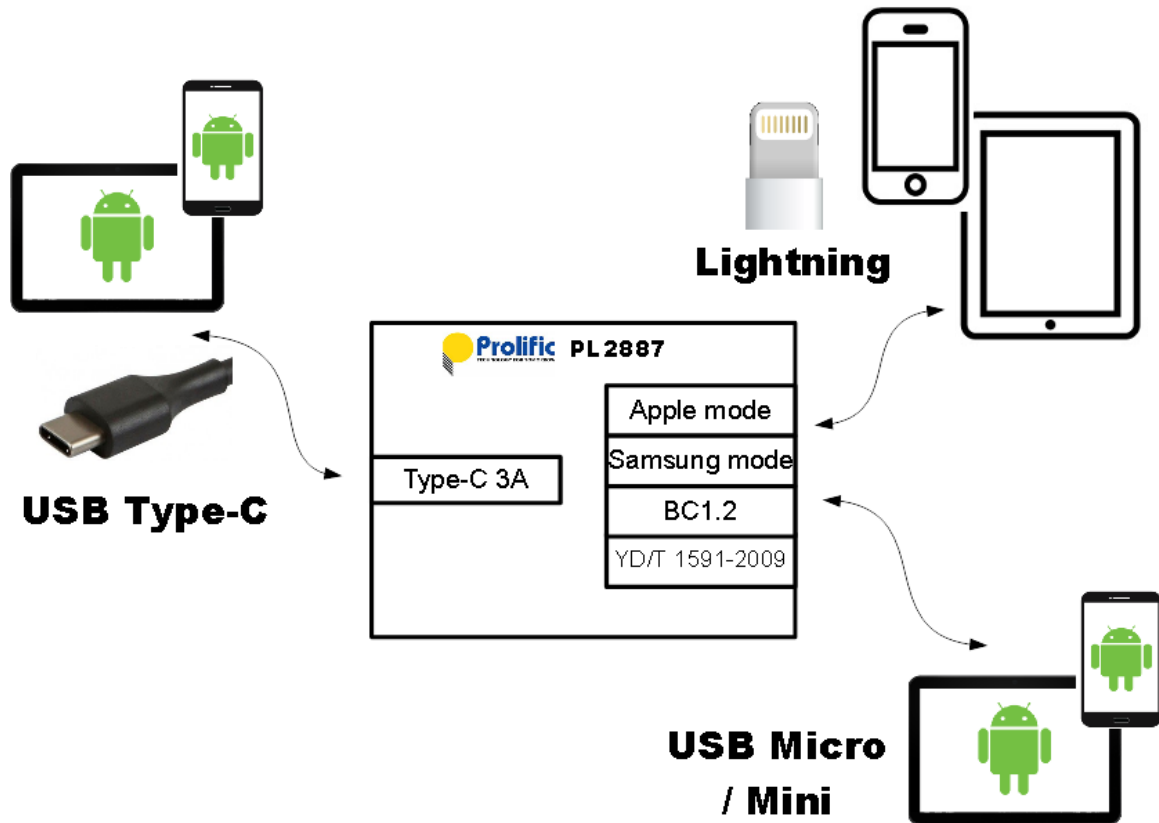 Lightning
Prolific PL2887
Apple mode
Samsung mode
Type-C 3A
BC1.2
YD/T 1591-2009
USB Type-C
USB Micro
/ Mini